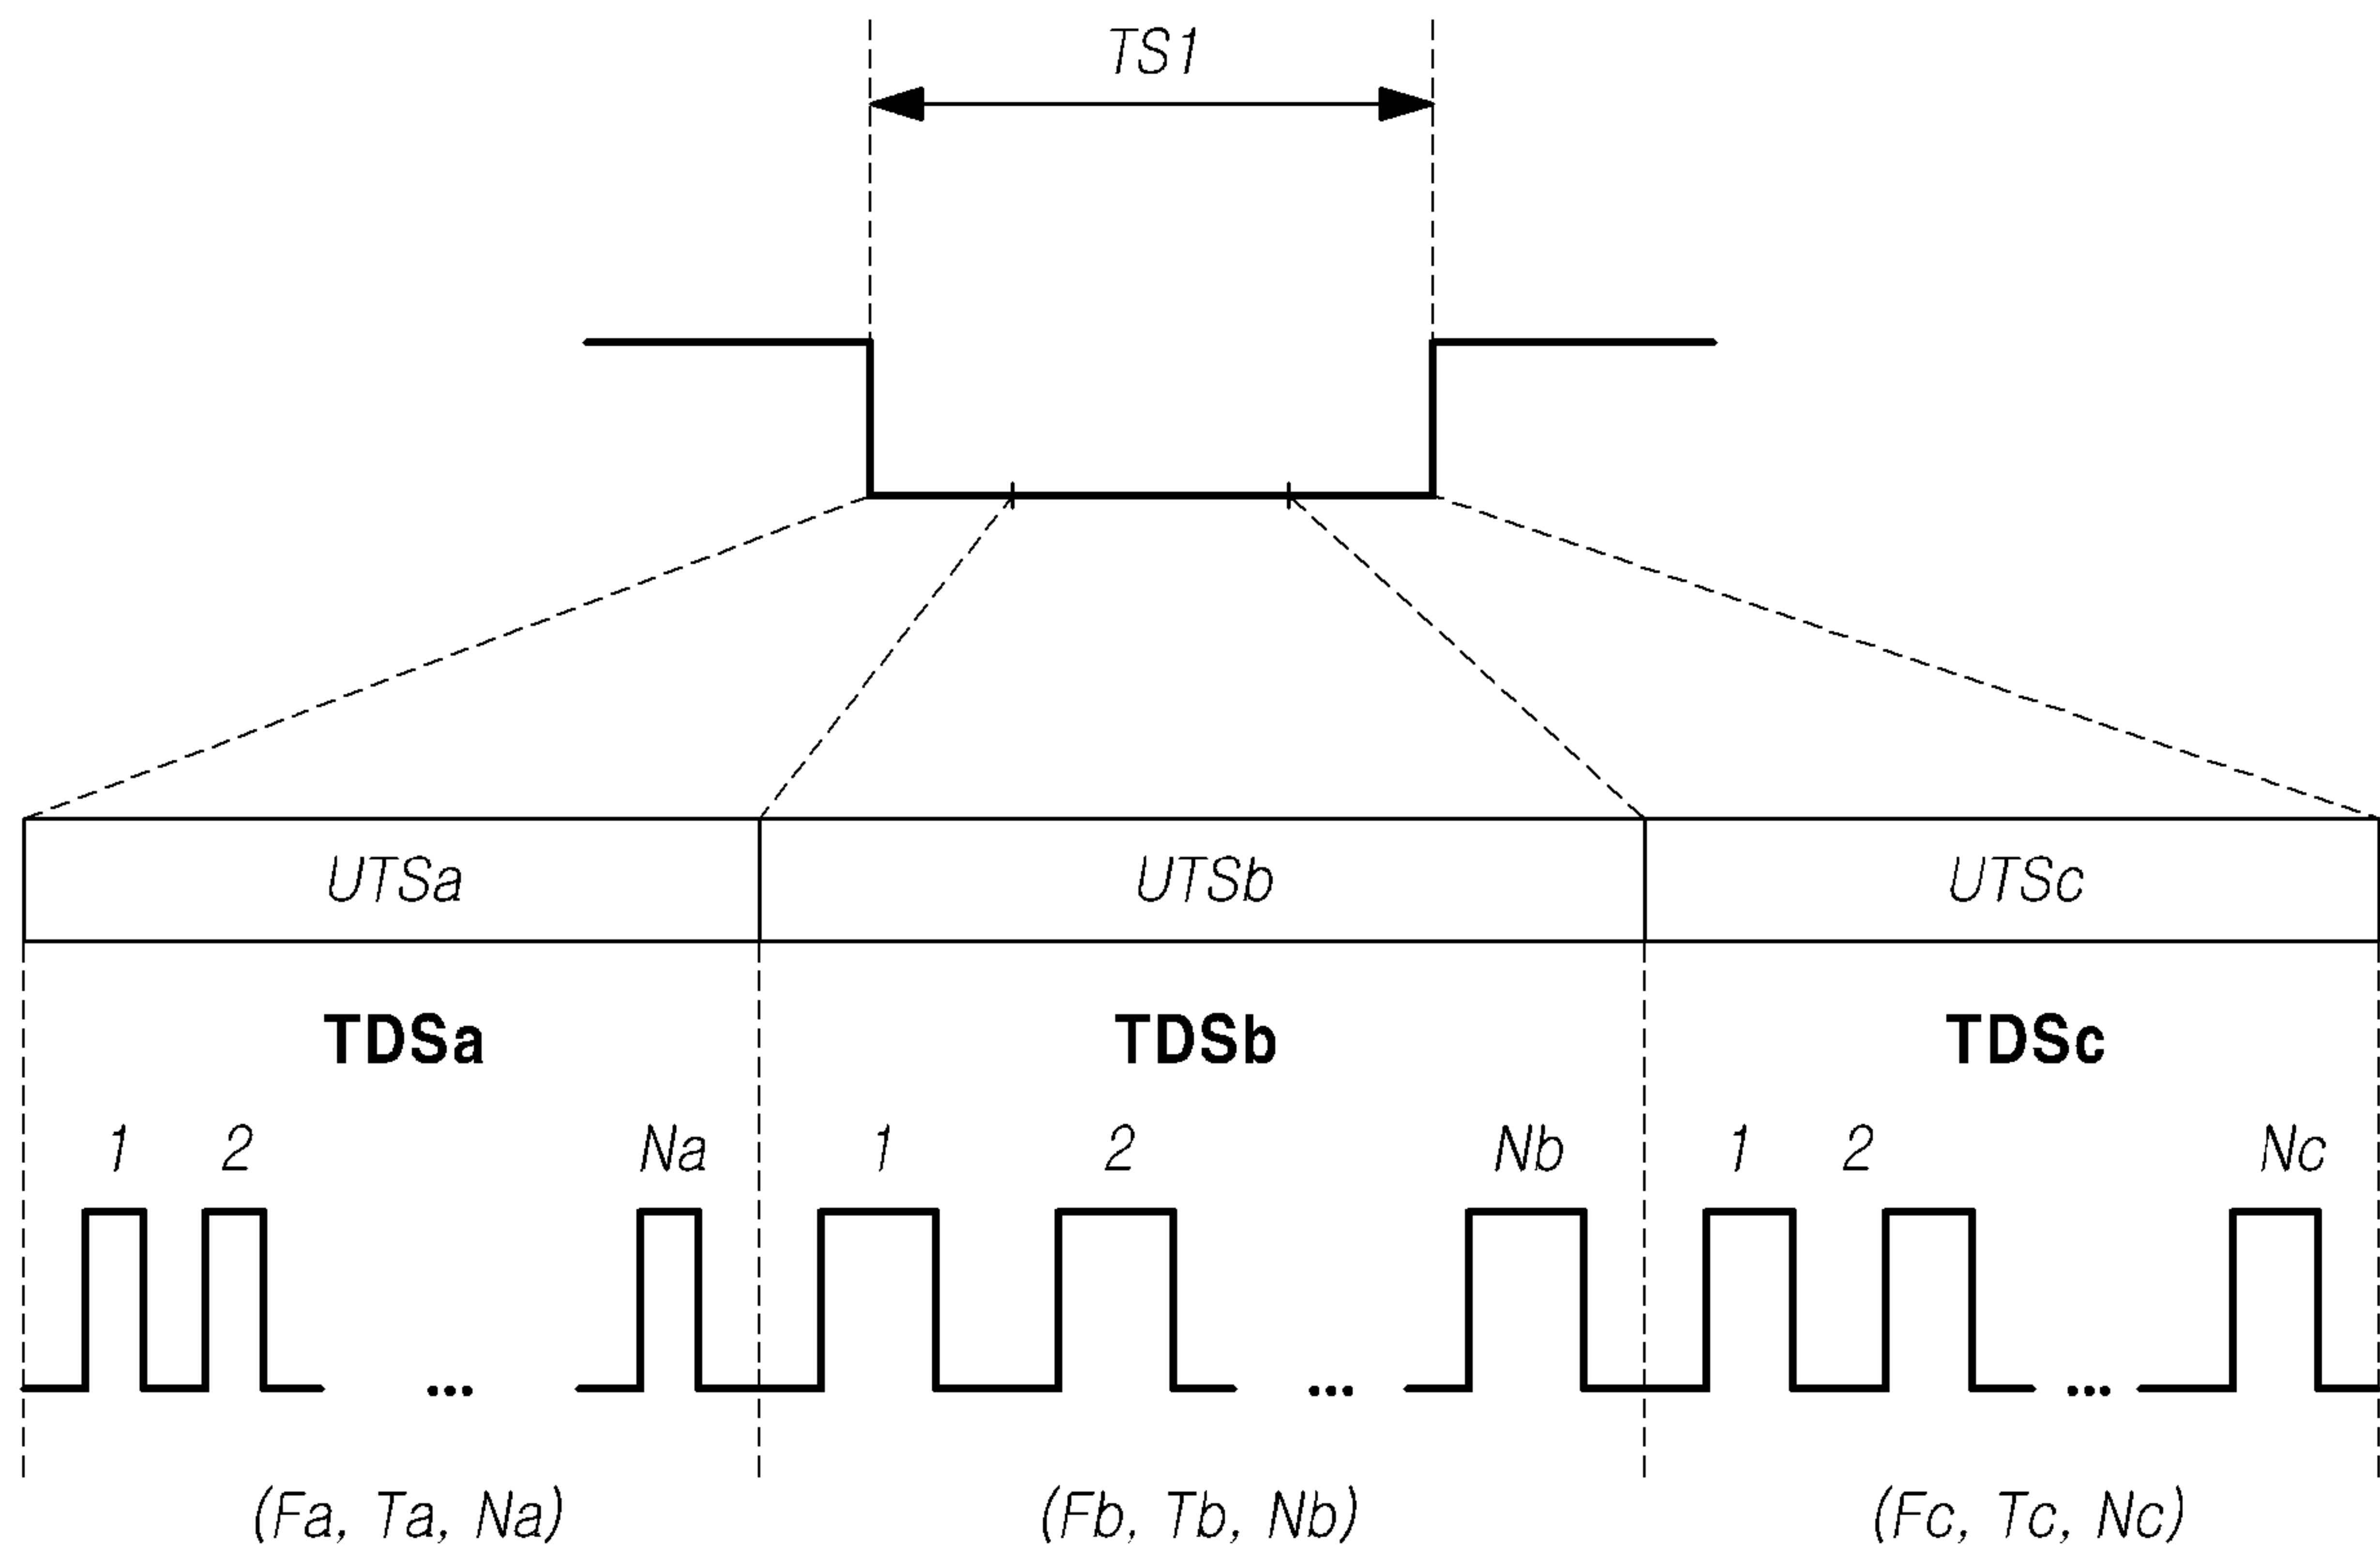 TS1
UTSa UTSb UTSc
TDSa TDSb TDSc
1 2 Na 1 2 Nb 1 2 Nc
... ... ...
(Fa, Ta, Na) (Fb, Tb, Nb) (Fc, Tc, Nc)